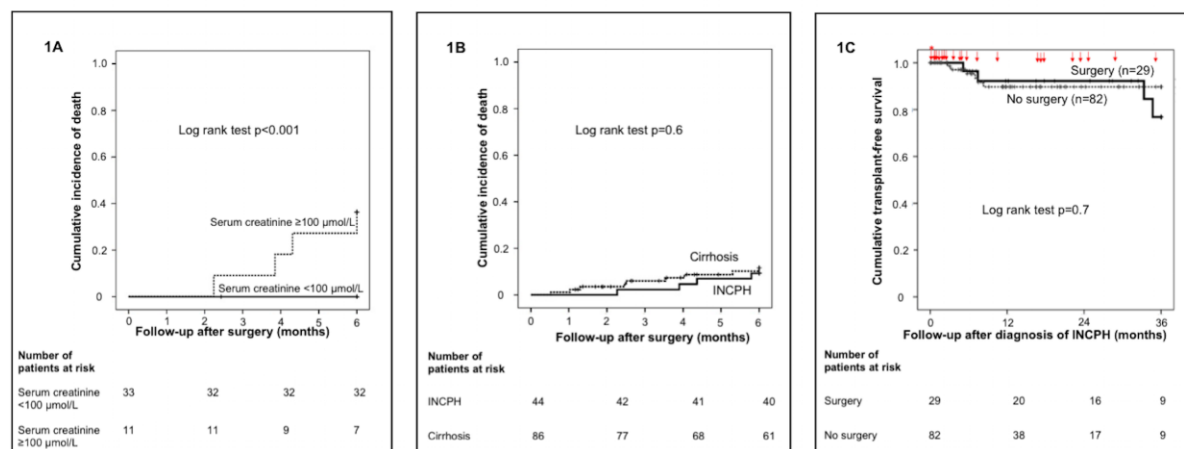 1A
1.0
0.8
0.6
0.4
0.2
0
Cumulative incidence of death
Log rank test p<0.001
Serum creatinine ≥100 µmol/L
Serum creatinine <100 µmol/L
0 1 2 3 4 5 6
Follow-up after surgery (months)
Number of
patients at risk
Serum creatinine
<100 µmol/L
33 32 32 32
Serum creatinine
≥100 µmol/L
11 11 9 7
1B
1.0
0.8
0.6
0.4
0.2
0
Cumulative incidence of death
Log rank test p=0.6
Cirrhosis
INCPH
0 1 2 3 4 5 6
Follow-up after surgery (months)
Number of
patients at risk
INCPH 44 42 41 40
Cirrhosis 86 77 68 61
1C
1.0
0.8
0.6
0.4
0.2
0
Cumulative transplant-free survival
Surgery (n=29)
No surgery (n=82)
Log rank test p=0.7
0 12 24 36
Follow-up after diagnosis of INCPH (months)
Number of
patients at risk
Surgery 29 20 16 9
No surgery 82 38 17 9